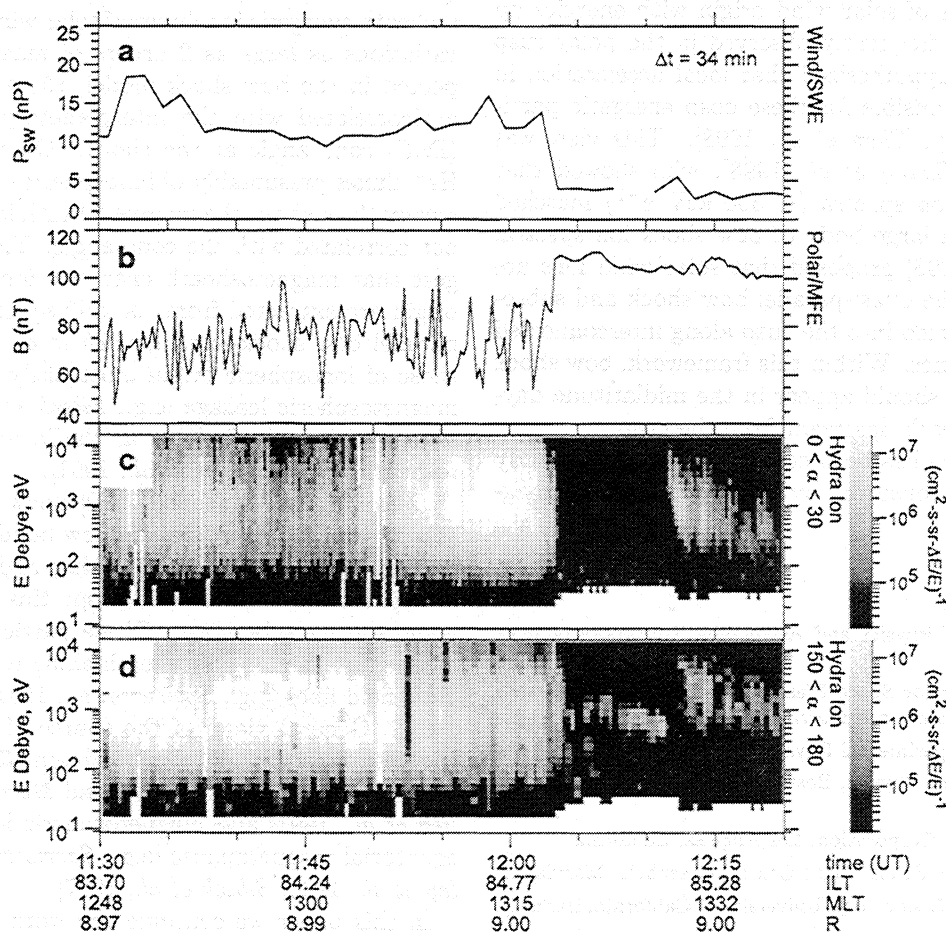 a
Δt = 34 min
25
20
15
10
5
0
P_SW (nP)
Wind/SWE
b
120
100
80
60
40
B (nT)
Polar/MFE
c
10^4
10^3
10^2
10^1
E Debye, eV
Hydra Ion
0 < α < 30
10^7
10^6
10^5
(cm^2-s-sr-ΔE/E)^-1
d
10^4
10^3
10^2
10^1
E Debye, eV
Hydra Ion
150 < α < 180
10^7
10^6
10^5
(cm^2-s-sr-ΔE/E)^-1
11:30 11:45 12:00 12:15 time (UT)
83.70 84.24 84.77 85.28 ILT
1248 1300 1315 1332 MLT
8.97 8.99 9.00 9.00 R